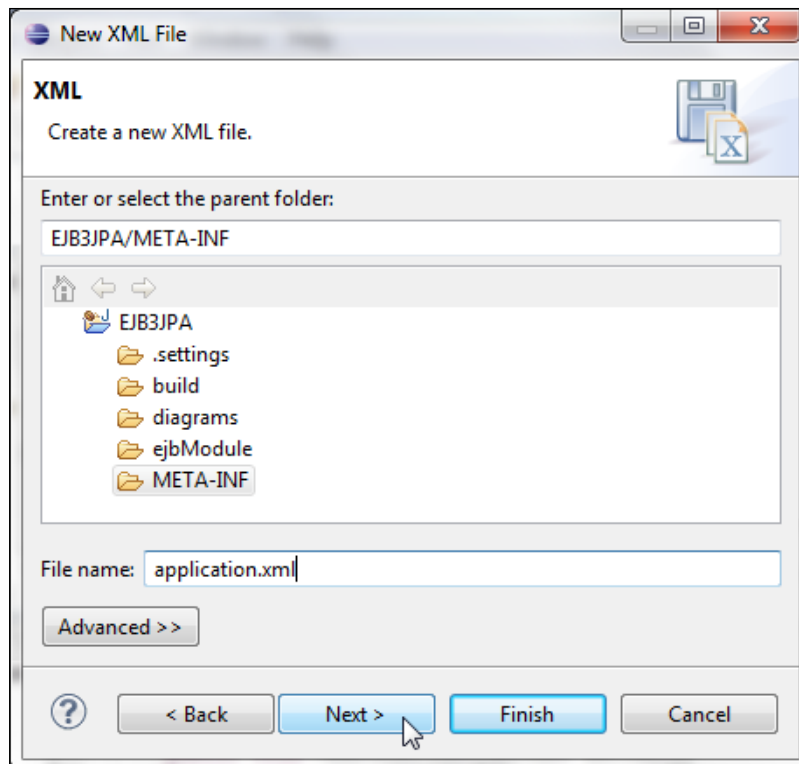 New XML File
XML
Create a new XML file.
X
Enter or select the parent folder:
EJB3JPA/META-INF
EJB3JPA
.settings
build
diagrams
ejbModule
META-INF
File name: application.xml
Advanced >>
? < Back Next > Finish Cancel